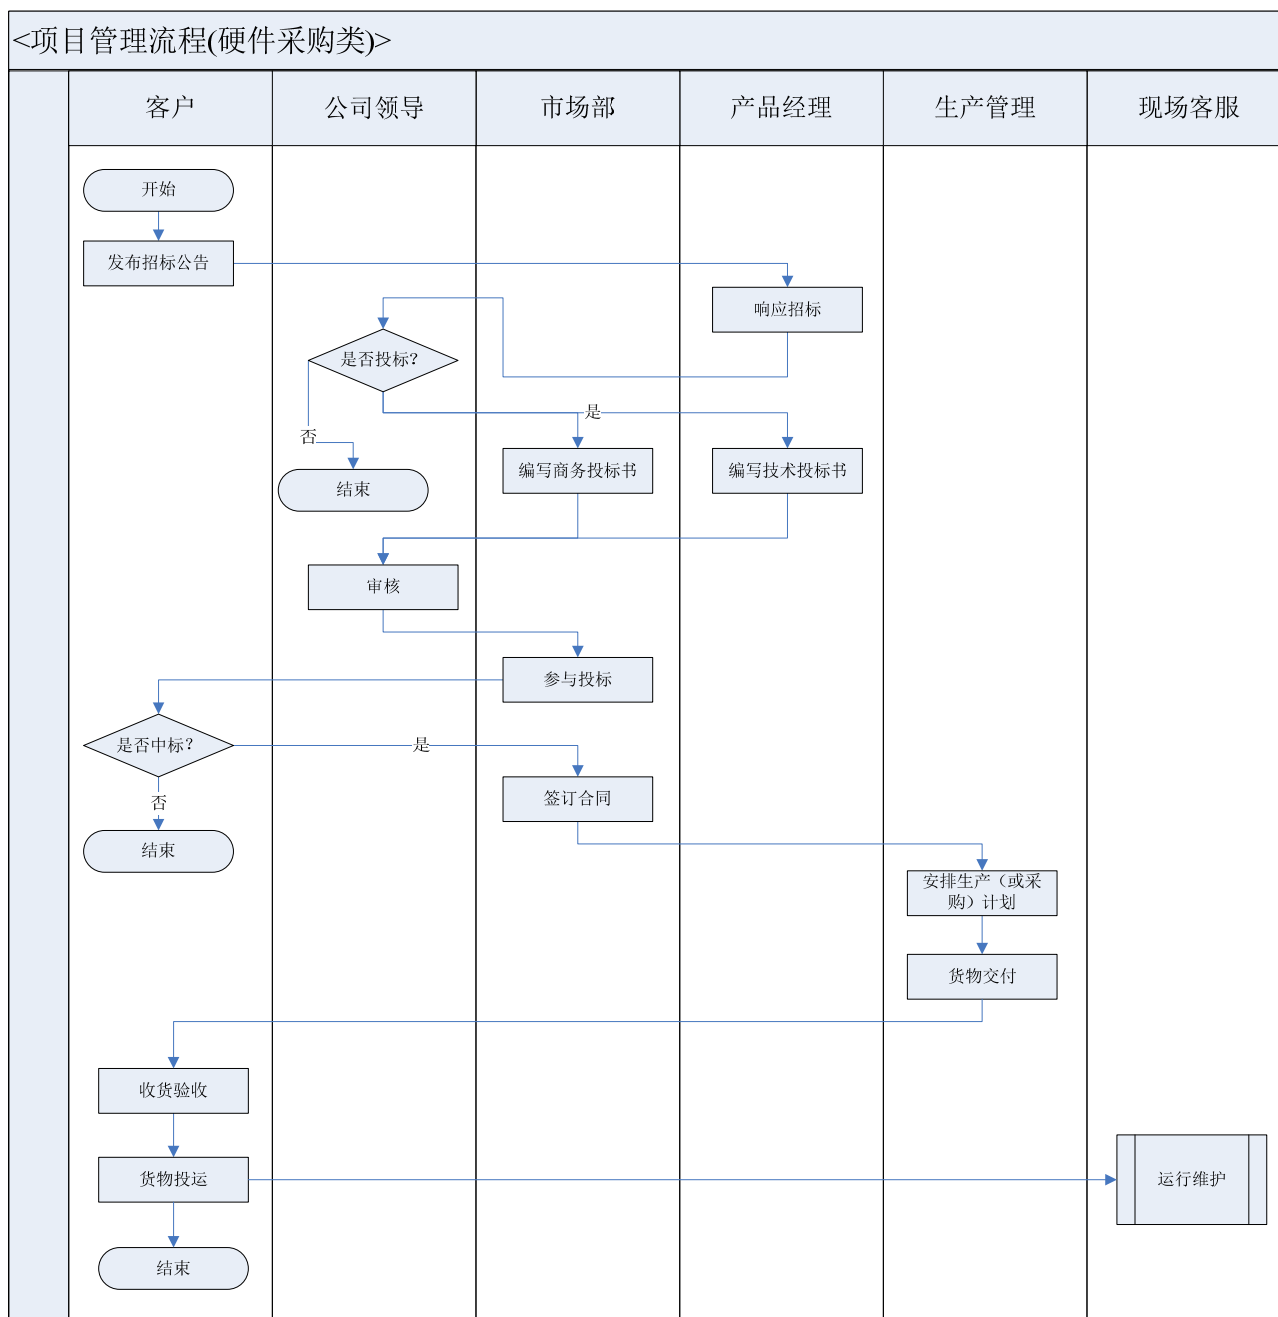 <项目管理流程(硬件采购类)>
客户
公司领导
市场部
产品经理
生产管理
现场客服
开始
发布招标公告
响应招标
是否投标？
是
否
编写商务投标书
编写技术投标书
结束
审核
参与投标
是否中标？
是
否
签订合同
结束
安排生产（或采
购）计划
货物交付
收货验收
货物投运
运行维护
结束